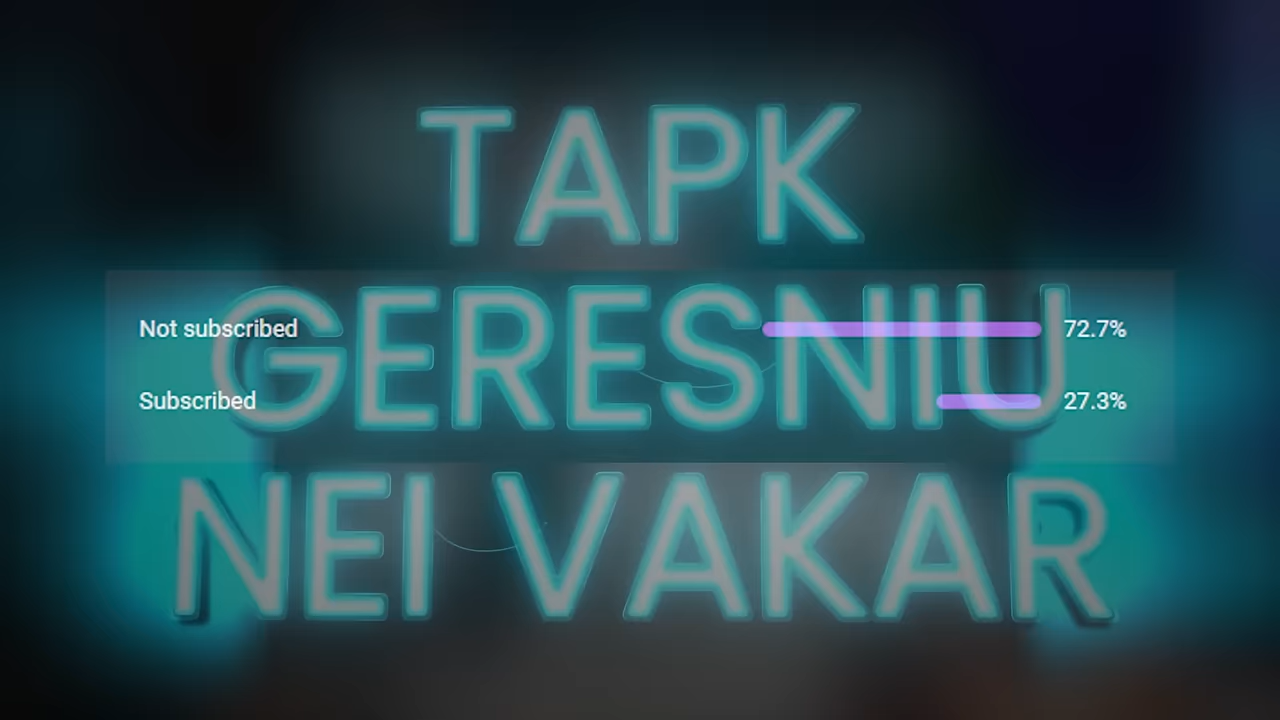 TAPK
GERESNIU
Not subscribed 72.7%
Subscribed 27.3%
NEI VAKAR